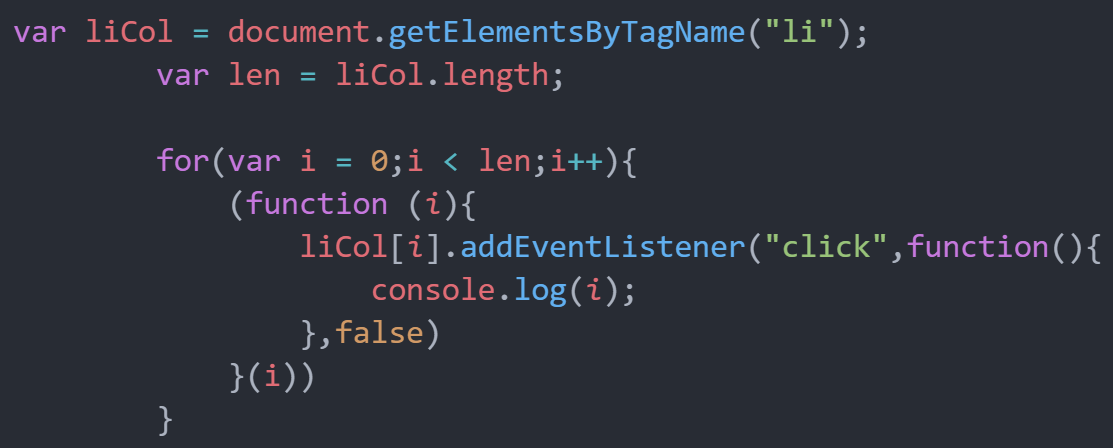 var liCol = document.getElementsByTagName("li");
        var len = liCol.length;

        for(var i = 0;i < len;i++){
            (function (i){
                liCol[i].addEventListener("click",function(){
                    console.log(i);
                },false)
            }(i))
        }